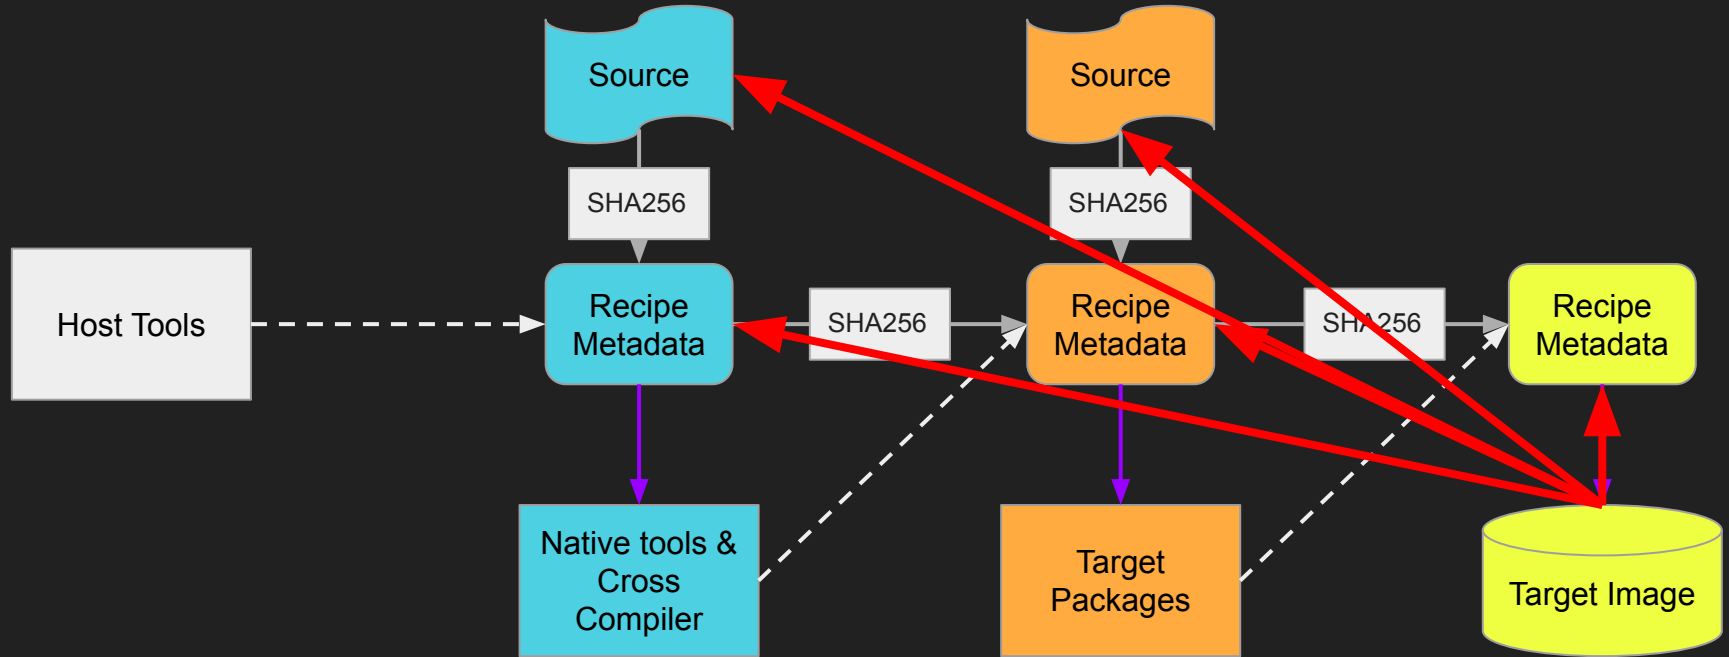 Source
Source
SHA256
SHA256
Host Tools
Recipe
Metadata
SHA256
Recipe
Metadata
SHA256
Recipe
Metadata
Native tools &
Cross
Compiler
Target
Packages
Target Image